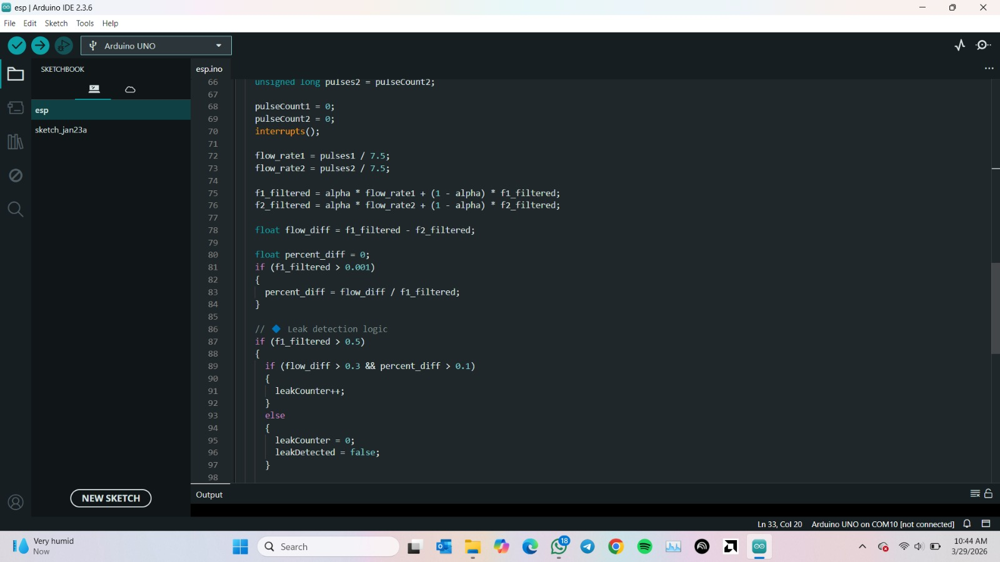 esp | Arduino IDE 2.3.6
File Edit Sketch Tools Help
Arduino UNO
SKETCHBOOK
esp.ino
esp
sketch_jan23a
66 unsigned long pulses2 = pulseCount2;
67
68 pulseCount1 = 0;
69 pulseCount2 = 0;
70 interrupts();
71
72 flow_rate1 = pulses1 / 7.5;
73 flow_rate2 = pulses2 / 7.5;
74
75 f1_filtered = alpha * flow_rate1 + (1 - alpha) * f1_filtered;
76 f2_filtered = alpha * flow_rate2 + (1 - alpha) * f2_filtered;
77
78 float flow_diff = f1_filtered - f2_filtered;
79
80 float percent_diff = 0;
81 if (f1_filtered > 0.001)
82 {
83 percent_diff = flow_diff / f1_filtered;
84 }
85
86 // 🔷 Leak detection logic
87 if (f1_filtered > 0.5)
88 {
89 if (flow_diff > 0.3 && percent_diff > 0.1)
90 {
91 leakCounter++;
92 }
93 else
94 {
95 leakCounter = 0;
96 leakDetected = false;
97 }
98
NEW SKETCH
Output
Ln 33, Col 20 Arduino UNO on COM10 [not connected]
Very humid
Now
Search
18
10:44 AM
3/29/2026